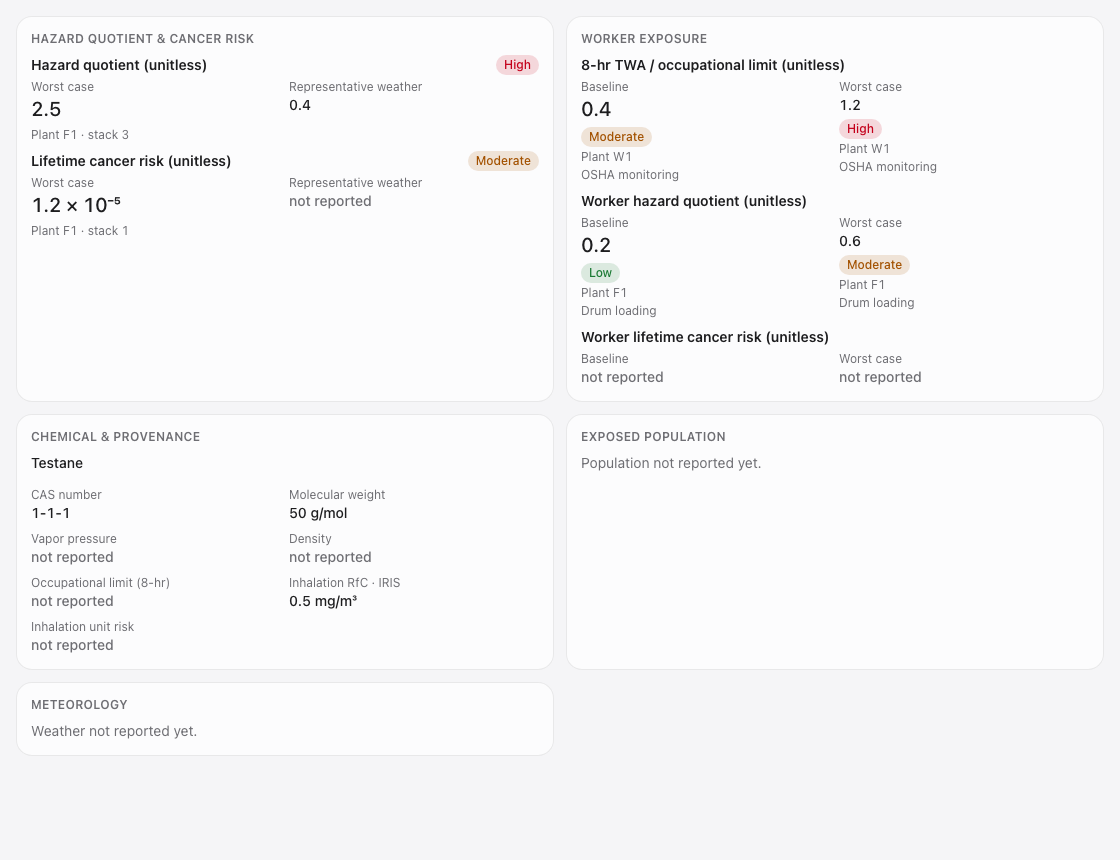 HAZARD QUOTIENT & CANCER RISK
Hazard quotient (unitless)
High
Worst case
Representative weather
2.5
0.4
Plant F1 · stack 3
Lifetime cancer risk (unitless)
Moderate
Worst case
Representative weather
1.2 × 10⁻⁵
not reported
Plant F1 · stack 1
WORKER EXPOSURE
8-hr TWA / occupational limit (unitless)
Baseline
Worst case
0.4
1.2
Moderate
High
Plant W1
Plant W1
OSHA monitoring
OSHA monitoring
Worker hazard quotient (unitless)
Baseline
Worst case
0.2
0.6
Low
Moderate
Plant F1
Plant F1
Drum loading
Drum loading
Worker lifetime cancer risk (unitless)
Baseline
Worst case
not reported
not reported
CHEMICAL & PROVENANCE
Testane
CAS number
Molecular weight
1-1-1
50 g/mol
Vapor pressure
Density
not reported
not reported
Occupational limit (8-hr)
Inhalation RfC · IRIS
not reported
0.5 mg/m³
Inhalation unit risk
not reported
EXPOSED POPULATION
Population not reported yet.
METEOROLOGY
Weather not reported yet.